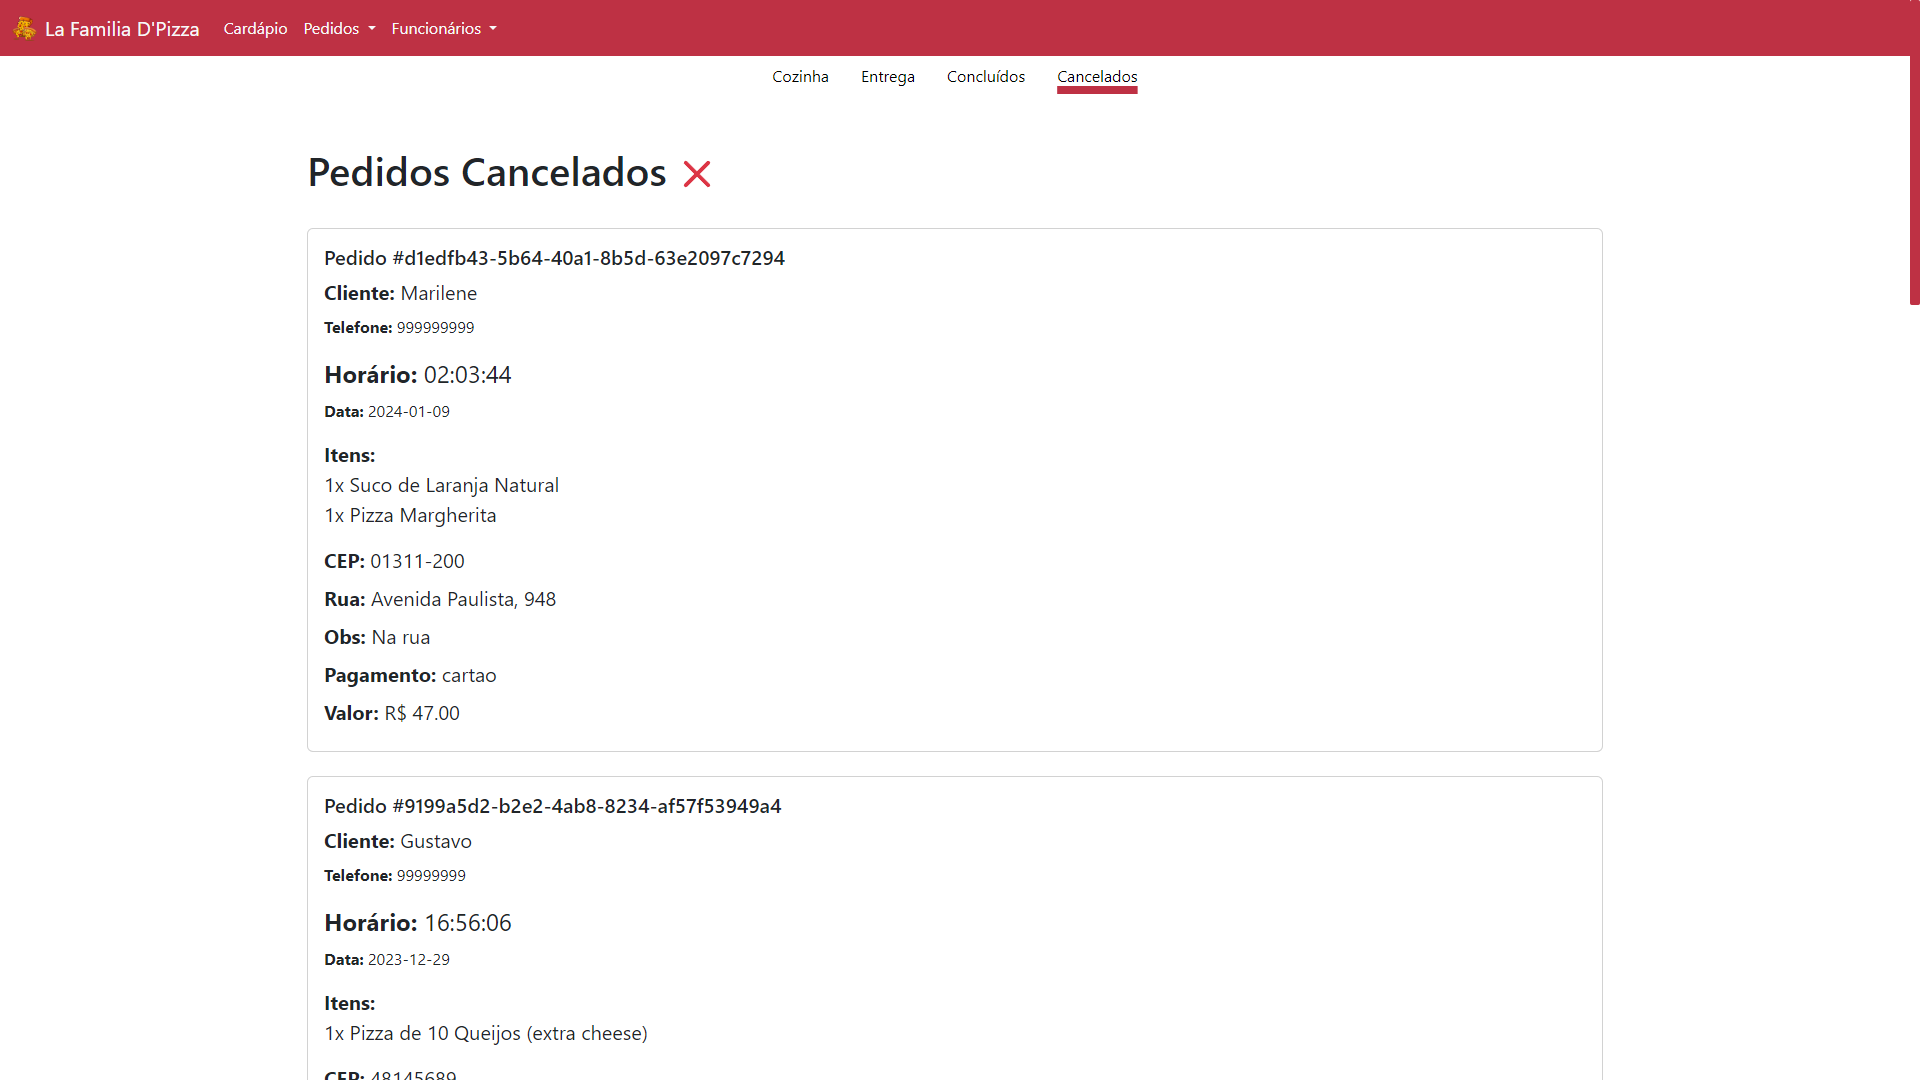 La Familia D'Pizza Cardápio Pedidos Funcionários
Cozinha Entrega Concluídos Cancelados
Pedidos Cancelados
Pedido #d1edfb43-5b64-40a1-8b5d-63e2097c7294
Cliente: Marilene
Telefone: 999999999
Horário: 02:03:44
Data: 2024-01-09
Itens:
1x Suco de Laranja Natural
1x Pizza Margherita
CEP: 01311-200
Rua: Avenida Paulista, 948
Obs: Na rua
Pagamento: cartao
Valor: R$ 47.00
Pedido #9199a5d2-b2e2-4ab8-8234-af57f53949a4
Cliente: Gustavo
Telefone: 99999999
Horário: 16:56:06
Data: 2023-12-29
Itens:
1x Pizza de 10 Queijos (extra cheese)
CEP: 48145689